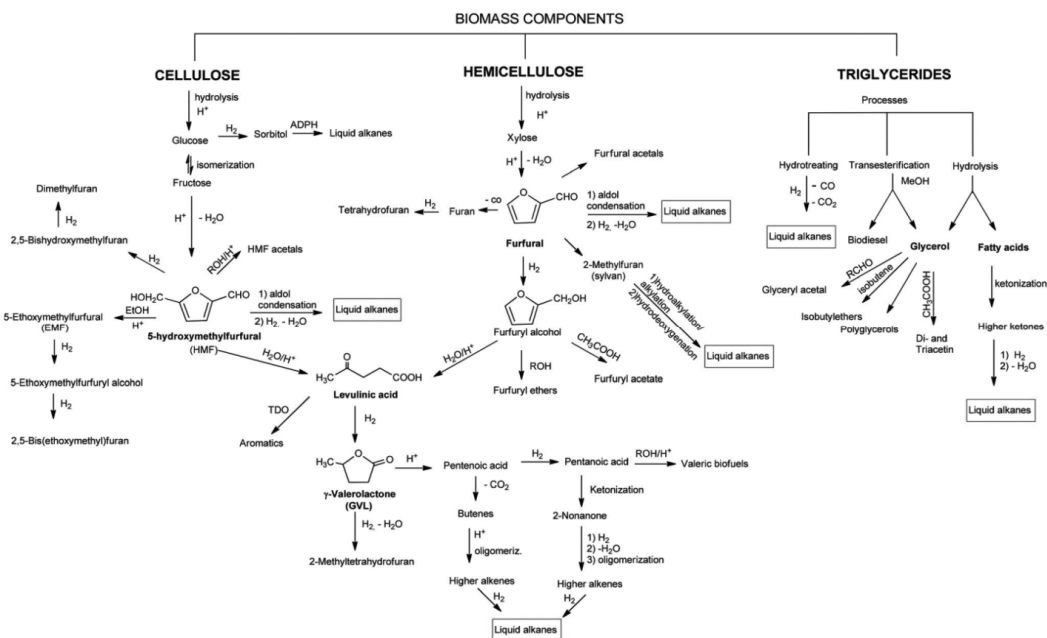 BIOMASS COMPONENTS
CELLULOSE
hydrolysis
H⁺
Glucose
H₂
Sorbitol
ADPH
Liquid alkanes
isomerization
Fructose
H⁺
- H₂O
Dimethylfuran
H₂
2,5-Bishydroxymethylfuran
H₂
ROH/H⁺
HMF acetals
HOH₂C
O
CHO
1) aldol
condensation
2) H₂, - H₂O
Liquid alkanes
5-hydroxymethylfurfural
(HMF)
EtOH
H⁺
5-Ethoxymethylfurfural
(EMF)
H₂
5-Ethoxymethylfurfuryl alcohol
H₂
2,5-Bis(ethoxymethyl)furan
H₂O/H⁺
HEMICELLULOSE
hydrolysis
H⁺
Xylose
H⁺
- H₂O
Furfural acetals
O
CHO
Furfural
- co
Furan
H₂
Tetrahydrofuran
1) aldol
condensation
2) H₂, -H₂O
Liquid alkanes
2-Methylfuran
(sylvan)
1)hydroalkylation/
alkylation
2)hydrodeoxygenation)
Liquid alkanes
H₂
O
CH₂OH
Furfuryl alcohol
CH₃COOH
Furfuryl acetate
ROH
Furfuryl ethers
H₂O/H⁺
O
H₃C
COOH
Levulinic acid
TDO
Aromatics
H₂
H₃C
O
O
γ-Valerolactone
(GVL)
H₂, - H₂O
2-Methyltetrahydrofuran
H⁺
Pentenoic acid
- CO₂
Butenes
H⁺
oligomeriz.
Higher alkenes
H₂
H₂
Pentanoic acid
ROH/H⁺
Valeric biofuels
Ketonization
2-Nonanone
1) H₂
2) -H₂O
3) oligomerization
Higher alkenes
H₂
Liquid alkanes
TRIGLYCERIDES
Processes
Hydrotreating
H₂
- CO
- CO₂
Liquid alkanes
Transesterification
MeOH
Biodiesel
Hydrolysis
Glycerol
Fatty acids
RCHO
Glyceryl acetal
isobutene
Isobutylethers
Polyglycerols
CH₃COOH
Di- and
Triacetin
ketonization
Higher ketones
1) H₂
2) - H₂O
Liquid alkanes